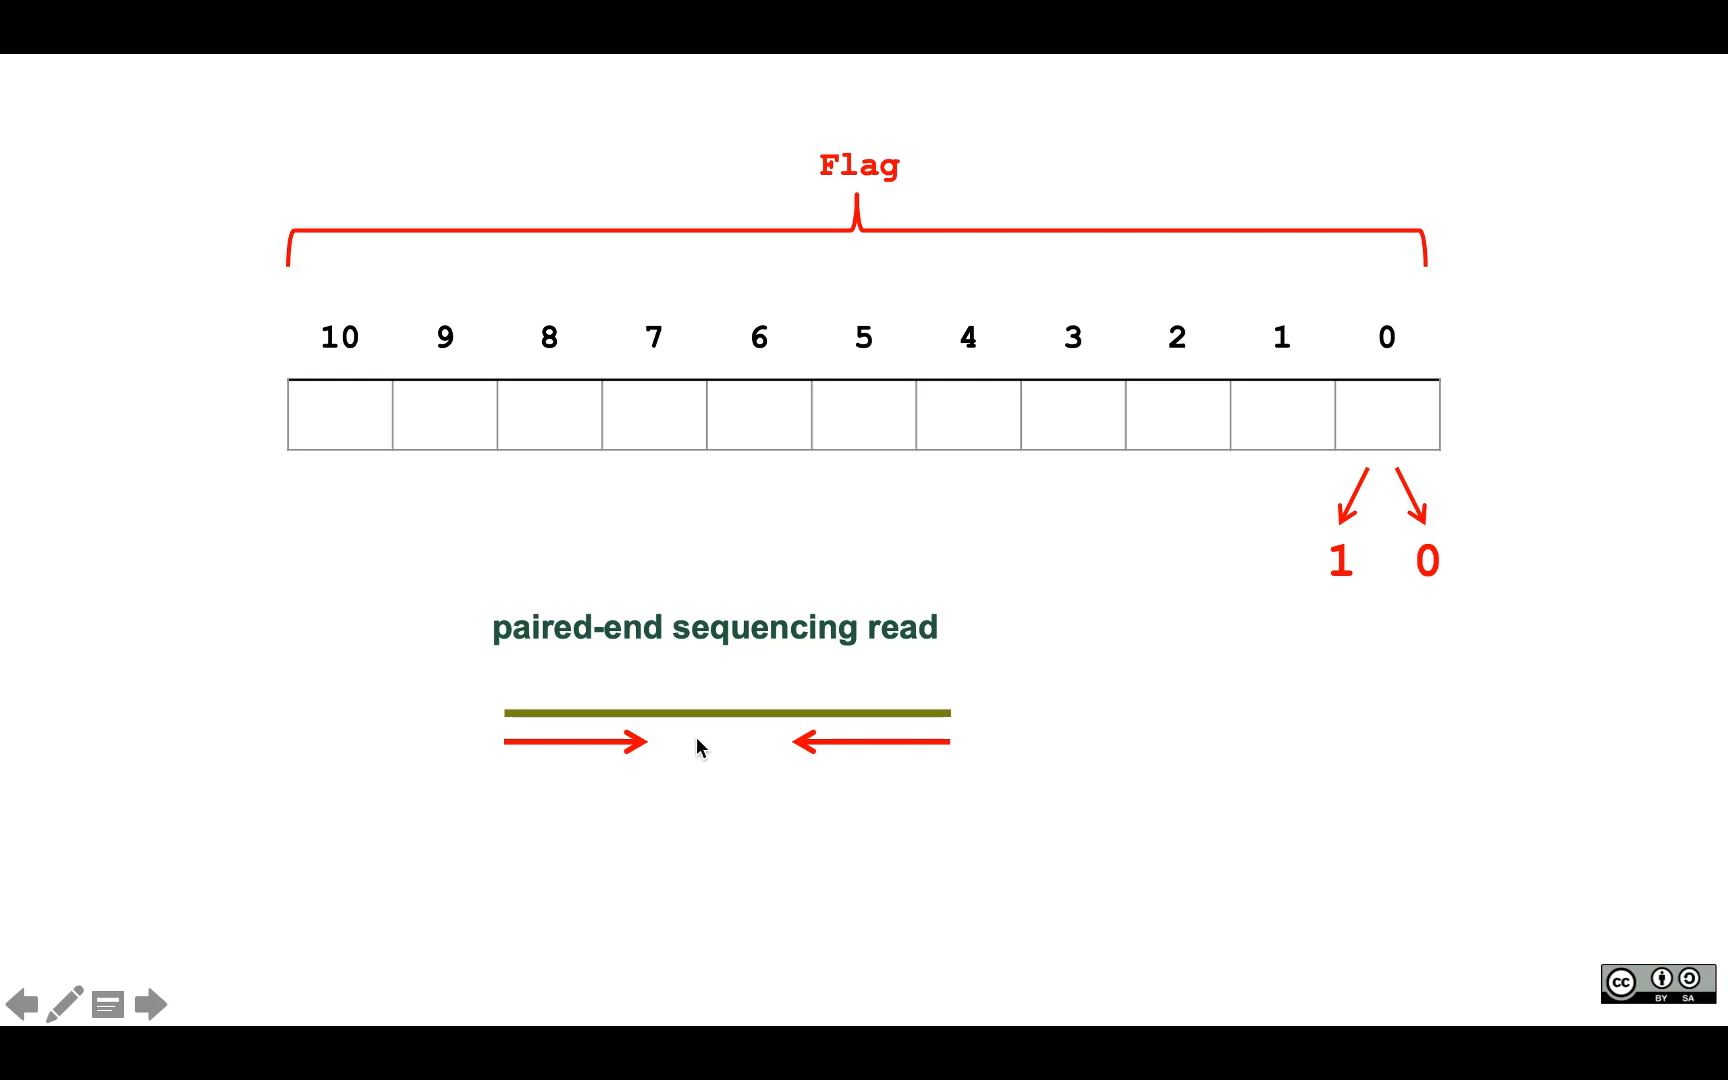 Flag
10 9 8 7 6 5 4 3 2 1 0
1 0
paired-end sequencing read
cc
BY SA